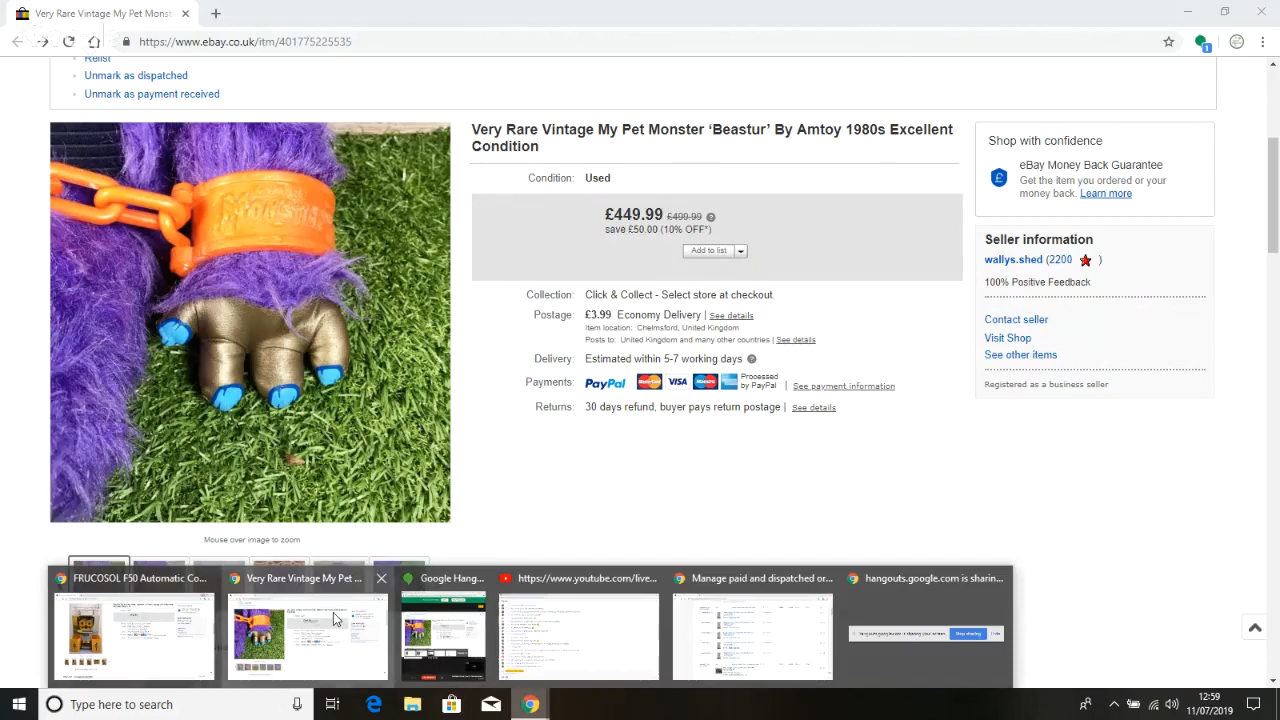 Very Rare Vintage My Pet Monst
https://www.ebay.co.uk/itm/401775225535
1
Relist
Unmark as dispatched
Unmark as payment received
Very Rare Vintage My Pet Monster ‘Beastur’ By Amtoy 1980s Excellent
Condition
Condition: Used
£449.99 £499.99
save £50.00 (10% OFF*)
Add to list
Collection: Click & Collect - Select store at checkout
Postage: £3.99 Economy Delivery | See details
Item location: Chelmsford, United Kingdom
Posts to: United Kingdom and many other countries | See details
Delivery: Estimated within 5-7 working days
Payments: PayPal MasterCard VISA Maestro Processed by PayPal | See payment information
Returns: 30 days refund, buyer pays return postage | See details
Shop with confidence
eBay Money Back Guarantee
Get the item you ordered or your
money back. Learn more
Seller information
wallys.shed (2200 )
100% Positive Feedback
Contact seller
Visit Shop
See other items
Registered as a business seller
Mouse over image to zoom
FRUCOSOL F50 Automatic Co...
Very Rare Vintage My Pet ...
Google Hang...
https://www.youtube.com/live...
Manage paid and dispatched or...
hangouts.google.com is sharin...
Stop sharing
Type here to search
12:59
11/07/2019